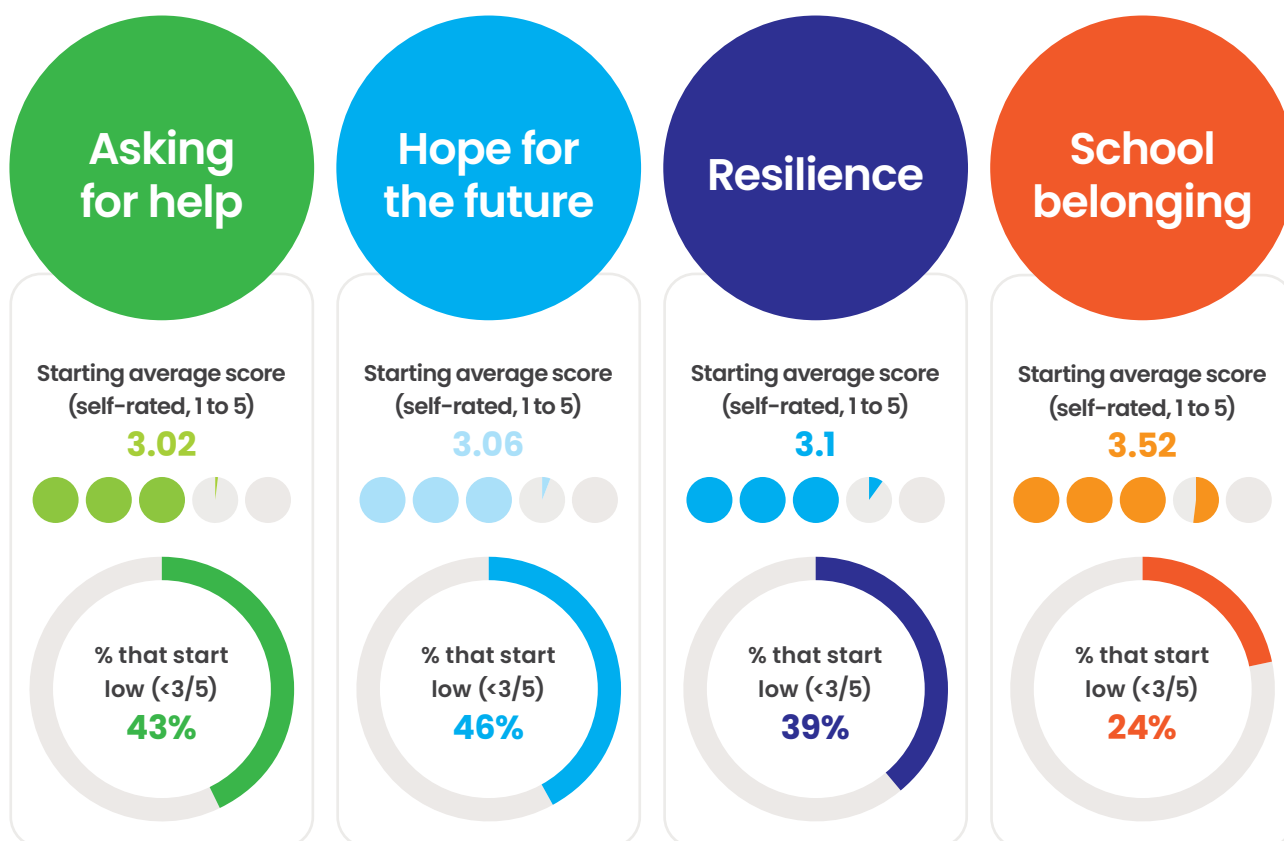 Asking
for help
Starting average score
(self-rated, 1 to 5)
3.02
% that start
low (<3/5)
43%
Hope for
the future
Starting average score
(self-rated, 1 to 5)
3.06
% that start
low (<3/5)
46%
Resilience
Starting average score
(self-rated, 1 to 5)
3.1
% that start
low (<3/5)
39%
School
belonging
Starting average score
(self-rated, 1 to 5)
3.52
% that start
low (<3/5)
24%